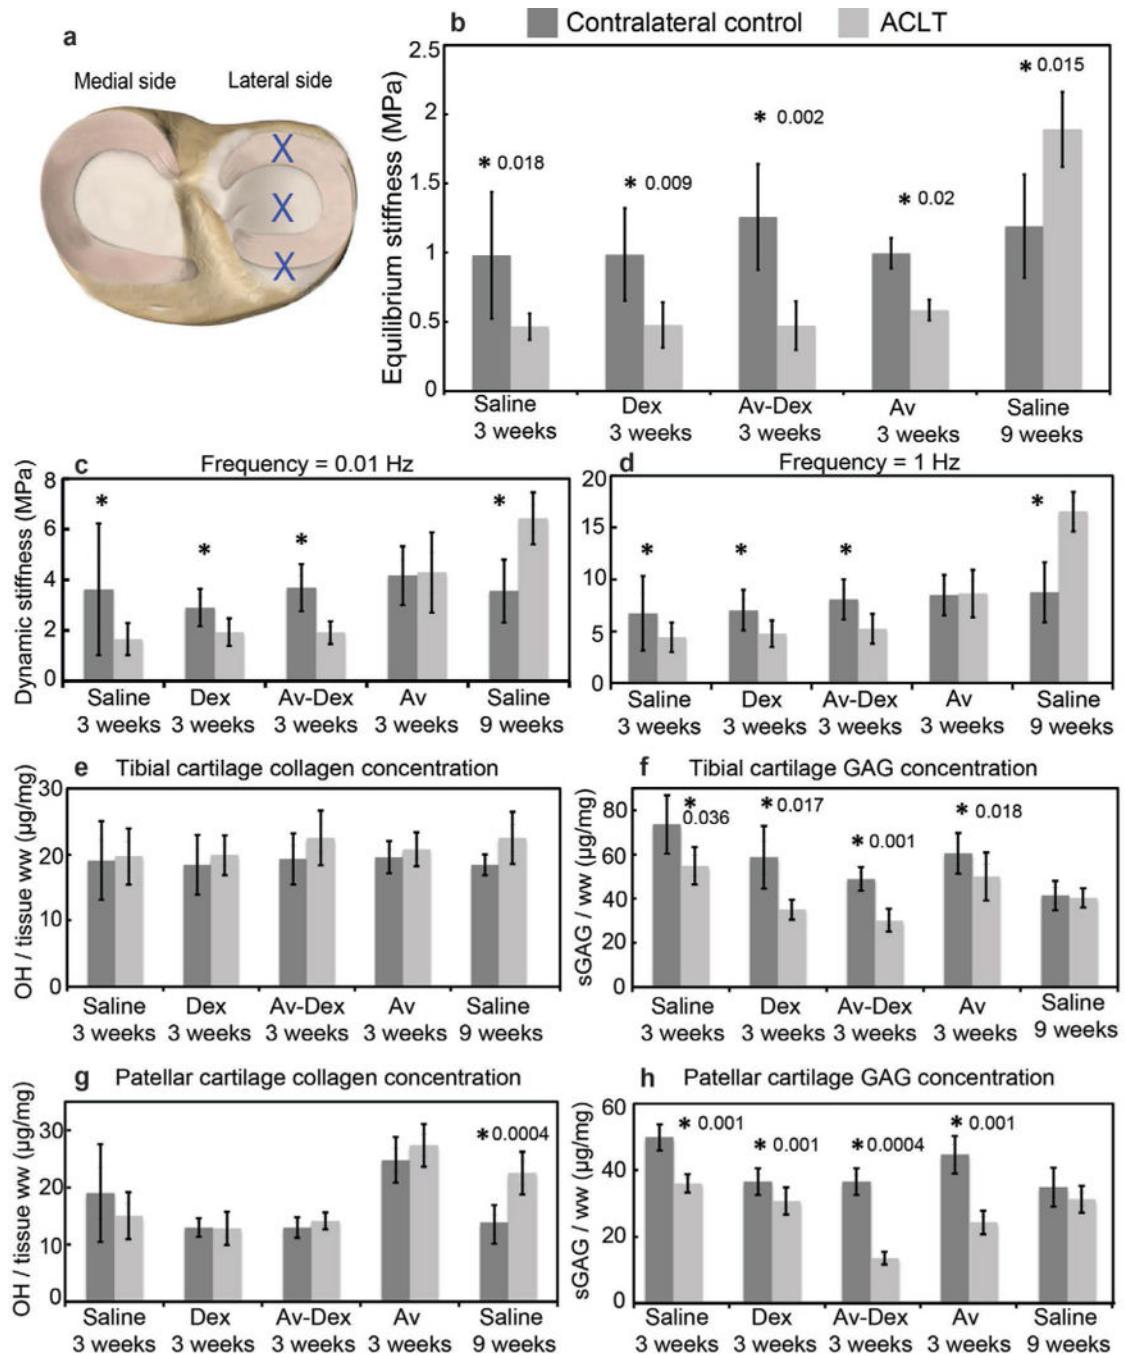 a
Medial side
Lateral side
X
X
X
b
Contralateral control
ACLT
Equilibrium stiffness (MPa)
2.5
2
1.5
1
0.5
0
* 0.018
* 0.009
* 0.002
* 0.02
* 0.015
Saline
3 weeks
Dex
3 weeks
Av-Dex
3 weeks
Av
3 weeks
Saline
9 weeks
c
Frequency = 0.01 Hz
Dynamic stiffness (MPa)
8
6
4
2
0
*
*
*
*
Saline
3 weeks
Dex
3 weeks
Av-Dex
3 weeks
Av
3 weeks
Saline
9 weeks
d
Frequency = 1 Hz
20
15
10
5
0
*
*
*
*
Saline
3 weeks
Dex
3 weeks
Av-Dex
3 weeks
Av
3 weeks
Saline
9 weeks
e
Tibial cartilage collagen concentration
OH / tissue ww (µg/mg)
30
20
10
0
Saline
3 weeks
Dex
3 weeks
Av-Dex
3 weeks
Av
3 weeks
Saline
9 weeks
f
Tibial cartilage GAG concentration
sGAG / ww (µg/mg)
80
60
40
20
0
*
0.036
* 0.017
* 0.001
* 0.018
Saline
3 weeks
Dex
3 weeks
Av-Dex
3 weeks
Av
3 weeks
Saline
9 weeks
g
Patellar cartilage collagen concentration
OH / tissue ww (µg/mg)
30
20
10
0
* 0.0004
Saline
3 weeks
Dex
3 weeks
Av-Dex
3 weeks
Av
3 weeks
Saline
9 weeks
h
Patellar cartilage GAG concentration
sGAG / ww (µg/mg)
60
40
20
0
* 0.001
* 0.001
* 0.0004
* 0.001
Saline
3 weeks
Dex
3 weeks
Av-Dex
3 weeks
Av
3 weeks
Saline
9 weeks